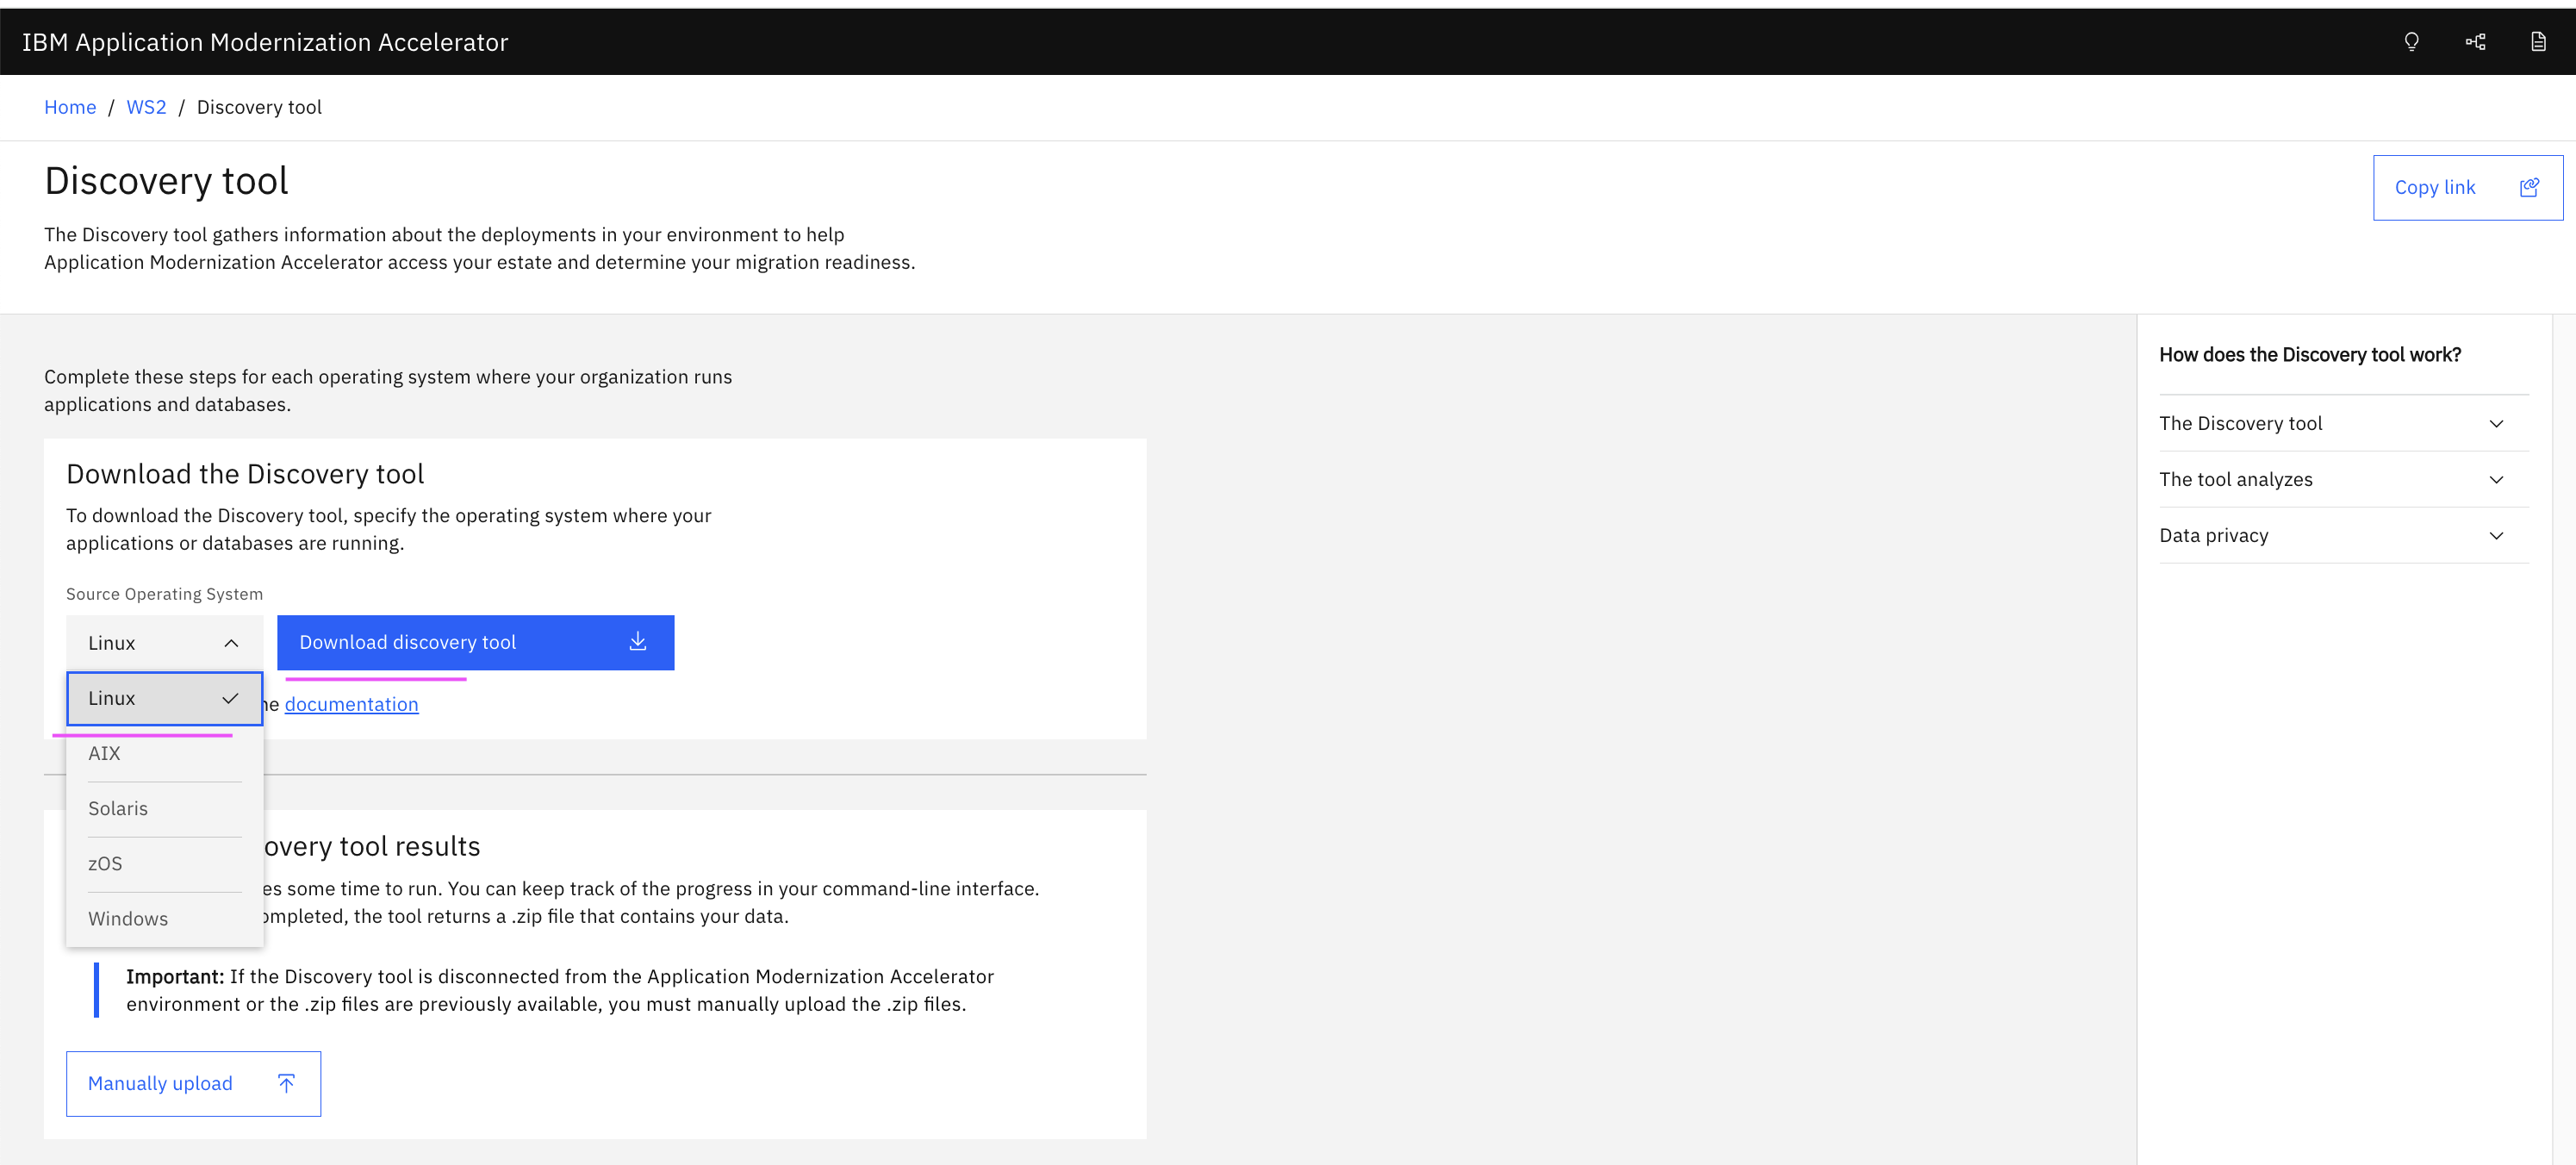 IBM Application Modernization Accelerator
Home / WS2 / Discovery tool
Discovery tool
Copy link
The Discovery tool gathers information about the deployments in your environment to help
Application Modernization Accelerator access your estate and determine your migration readiness.
Complete these steps for each operating system where your organization runs
applications and databases.
Download the Discovery tool
To download the Discovery tool, specify the operating system where your
applications or databases are running.
Source Operating System
Linux
Download discovery tool
Linux
documentation
AIX
Solaris
zOS
Windows
overy tool results
es some time to run. You can keep track of the progress in your command-line interface.
ompleted, the tool returns a .zip file that contains your data.
Important: If the Discovery tool is disconnected from the Application Modernization Accelerator
environment or the .zip files are previously available, you must manually upload the .zip files.
Manually upload
How does the Discovery tool work?
The Discovery tool
The tool analyzes
Data privacy